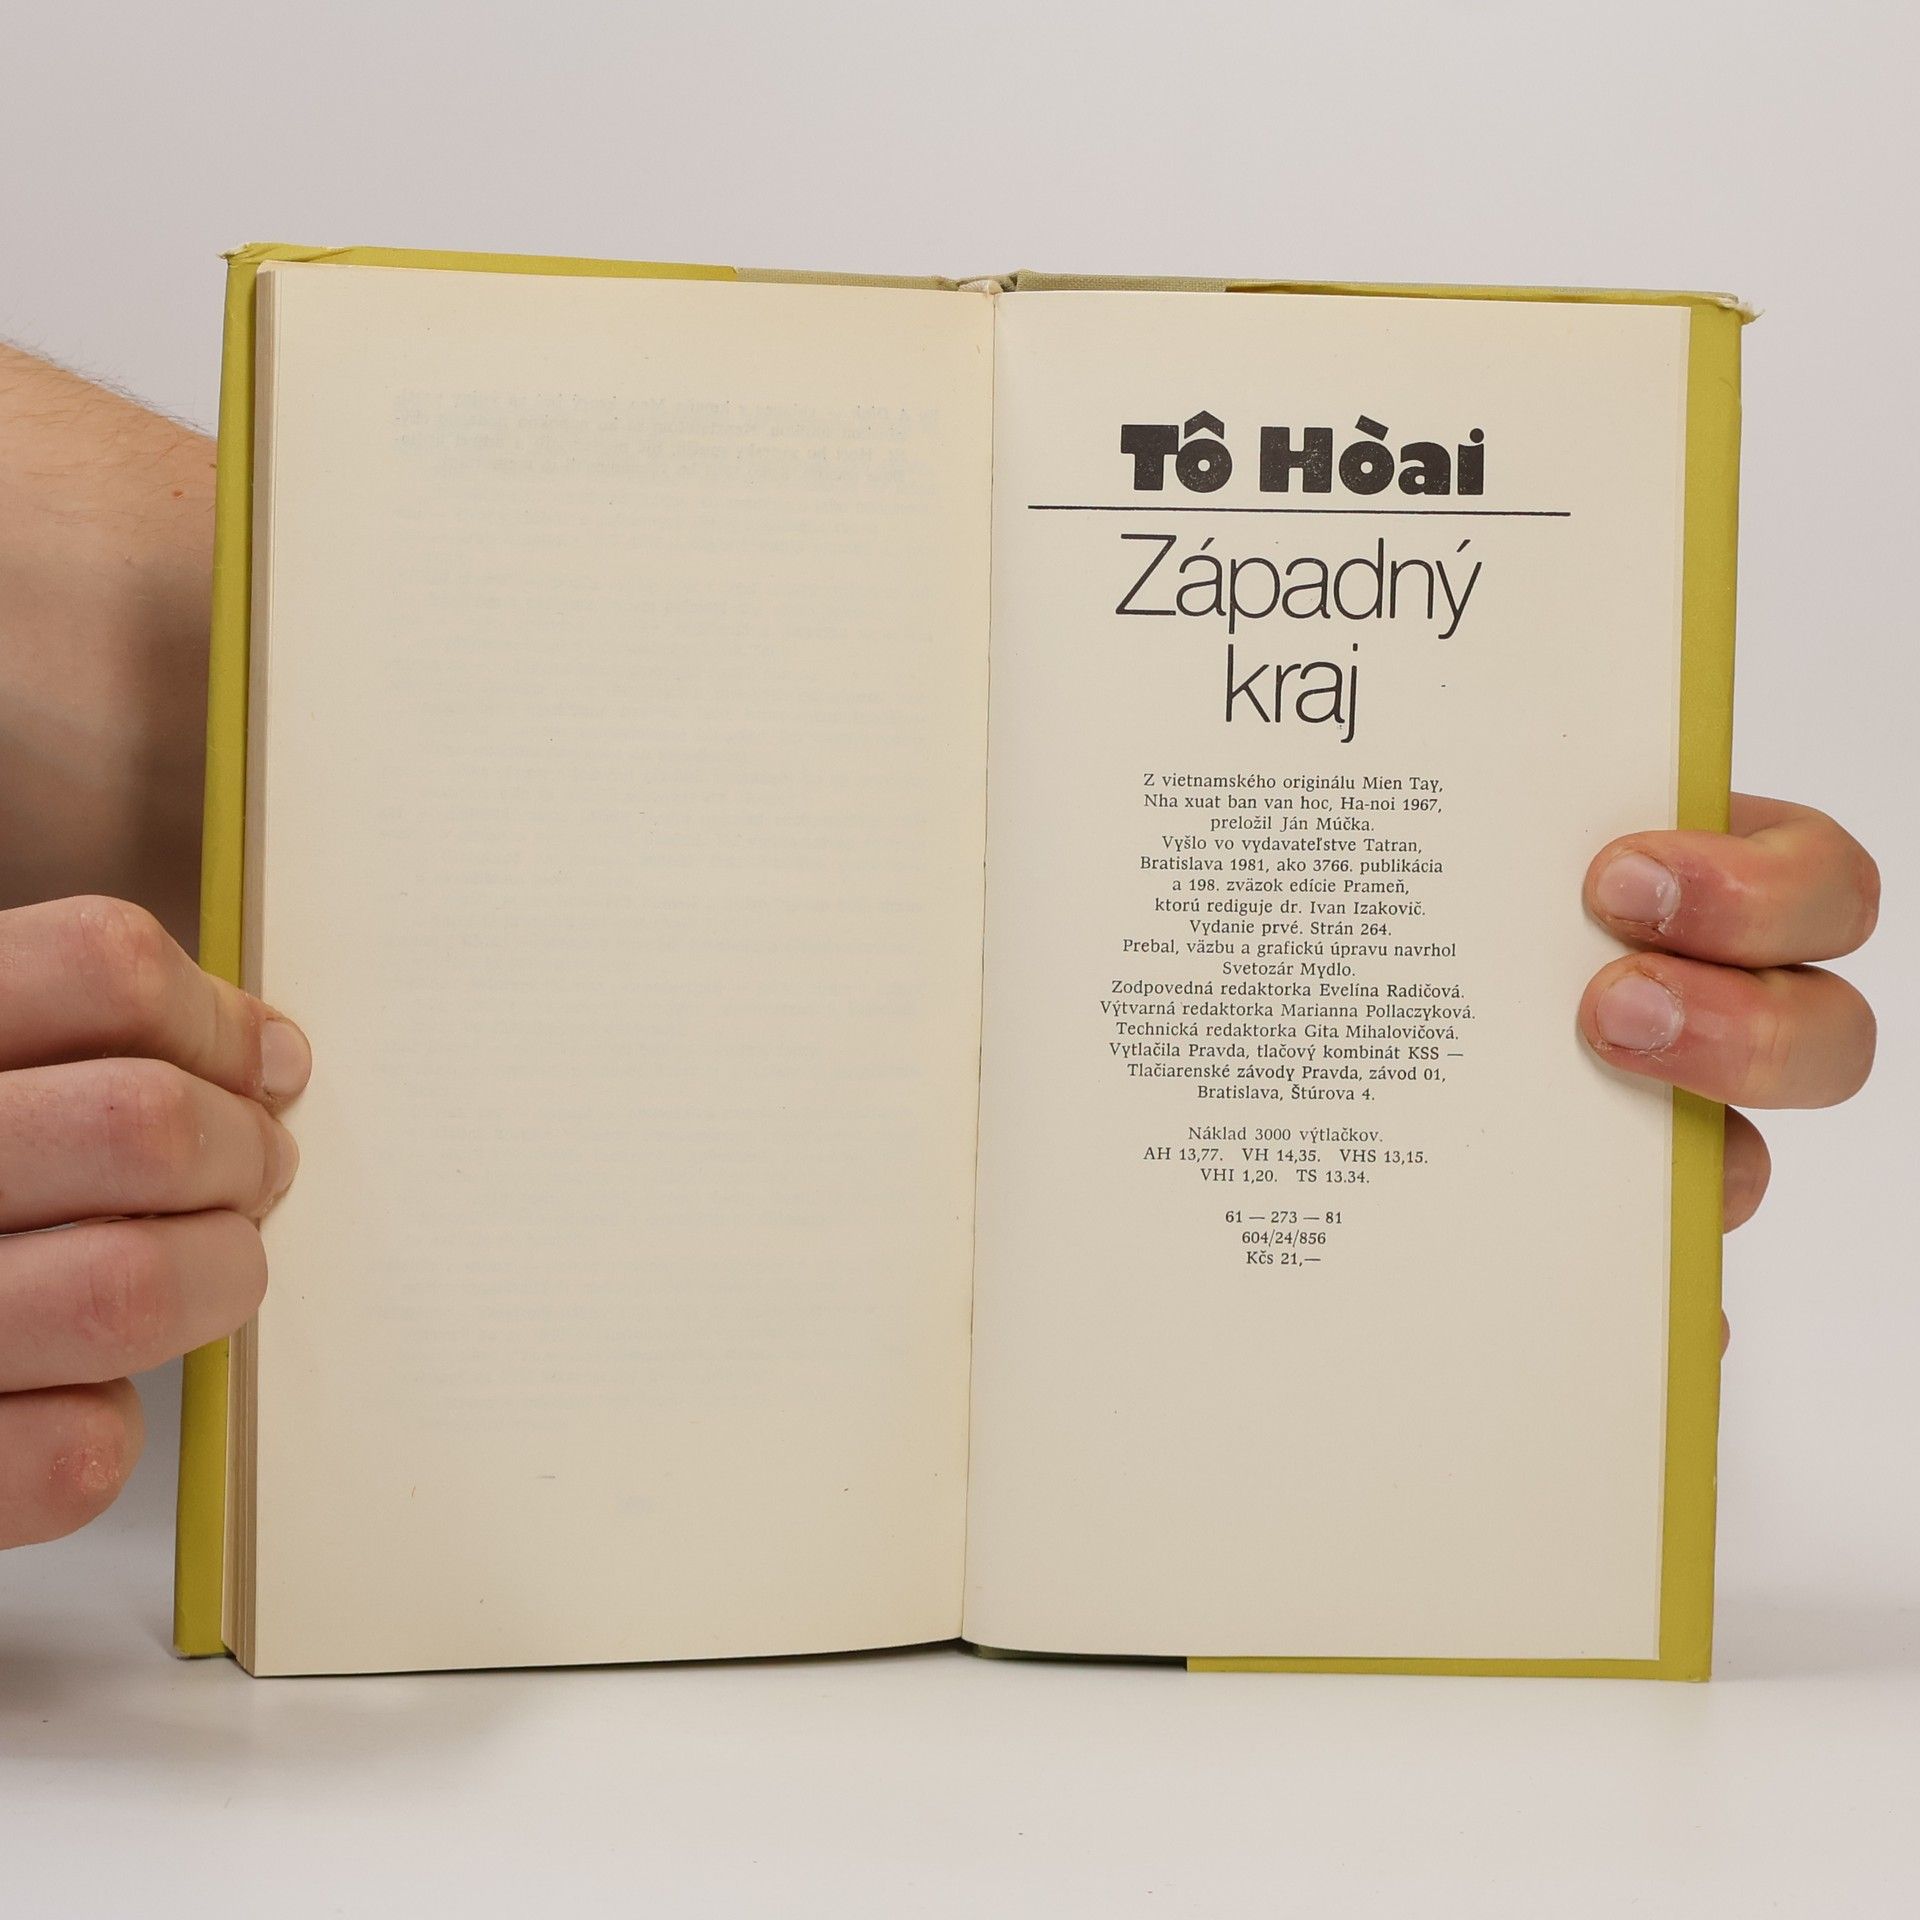 Tô Hòai
Západný
kraj
Z vietnamského originálu Mien Tay,
Nha xuat ban van hoc, Ha-noi 1967,
preložil Ján Múčka.
Vyšlo vo vydavateľstve Tatran,
Bratislava 1981, ako 3766. publikácia
a 198. zväzok edície Prameň,
ktorú rediguje dr. Ivan Izakovič.
Vydanie prvé. Strán 264.
Prebal, väzbu a grafickú úpravu navrhol
Svetozár Mydlo.
Zodpovedná redaktorka Evelína Radičová.
Výtvarná redaktorka Marianna Pollaczyková.
Technická redaktorka Gita Mihalovičová.
Vytlačila Pravda, tlačový kombinát KSS —
Tlačiarenské závody Pravda, závod 01,
Bratislava, Štúrova 4.
Náklad 3000 výtlačkov.
AH 13,77. VH 14,35. VHS 13,15.
VHI 1,20. TS 13.34.
61 — 273 — 81
604/24/856
Kčs 21,—